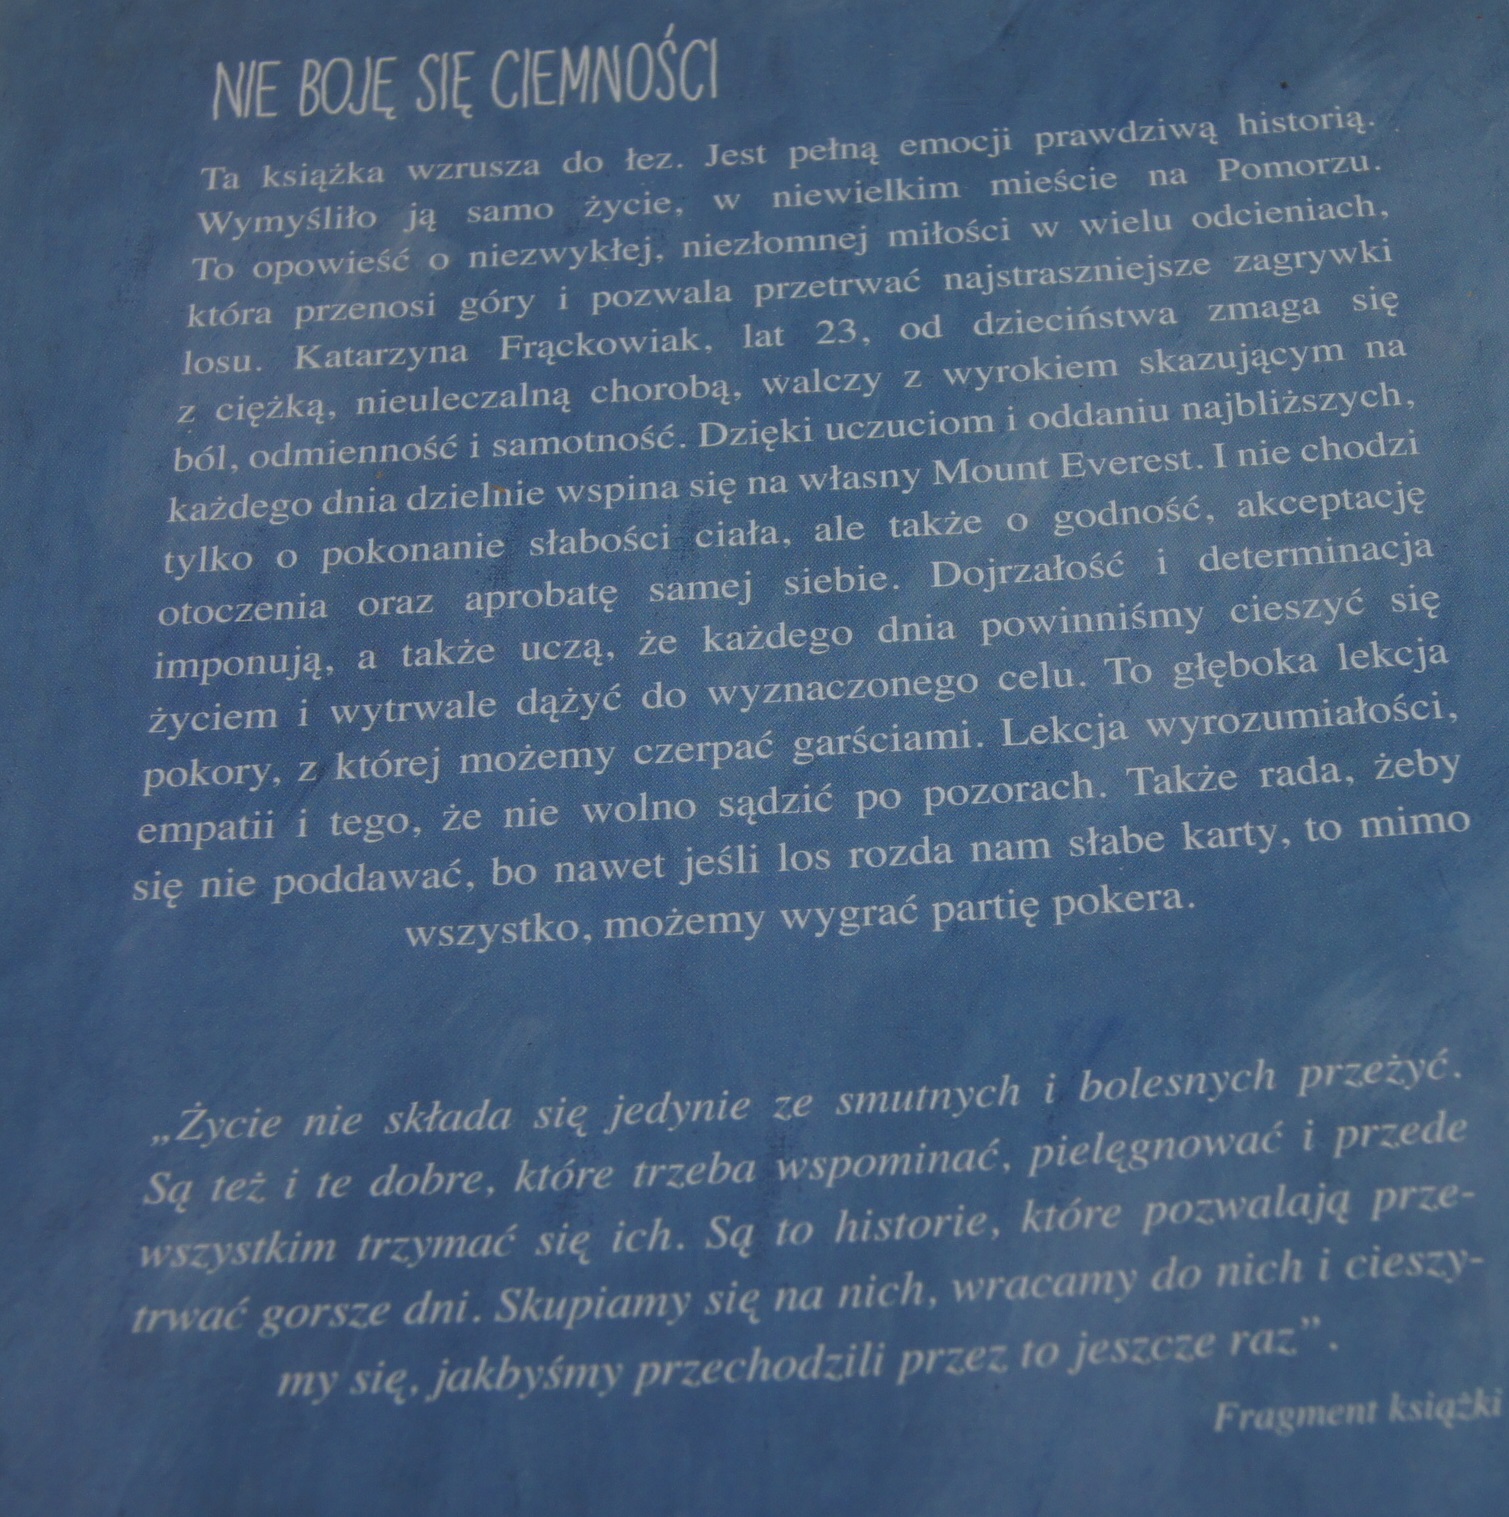 NIE BOJĘ SIĘ CIEMNOŚCI
Ta książka wzrusza do łez. Jest pełną emocji prawdziwą historią.
Wymyśliło ją samo życie, w niewielkim mieście na Pomorzu.
To opowieść o niezwykłej, niezłomnej miłości w wielu odcieniach,
która przenosi góry i pozwala przetrwać najstraszniejsze zagrywki
losu. Katarzyna Frąckowiak, lat 23, od dzieciństwa zmaga się
z ciężką, nieuleczalną chorobą, walczy z wyrokiem skazującym na
ból, odmienność i samotność. Dzięki uczuciom i oddaniu najbliższych,
każdego dnia dzielnie wspina się na własny Mount Everest. I nie chodzi
tylko o pokonanie słabości ciała, ale także o godność, akceptację
otoczenia oraz aprobatę samej siebie. Dojrzałość i determinacja
imponują, a także uczą, że każdego dnia powinniśmy cieszyć się
życiem i wytrwale dążyć do wyznaczonego celu. To głęboka lekcja
pokory, z której możemy czerpać garściami. Lekcja wyrozumiałości,
empatii i tego, że nie wolno sądzić po pozorach. Także rada, żeby
się nie poddawać, bo nawet jeśli los rozda nam słabe karty, to mimo
wszystko, możemy wygrać partię pokera.
„Życie nie składa się jedynie ze smutnych i bolesnych przeżyć.
Są też i te dobre, które trzeba wspominać, pielęgnować i przede
wszystkim trzymać się ich. Są to historie, które pozwalają prze-
trwać gorsze dni. Skupiamy się na nich, wracamy do nich i cieszy-
my się, jakbyśmy przechodzili przez to jeszcze raz”.
Fragment książki